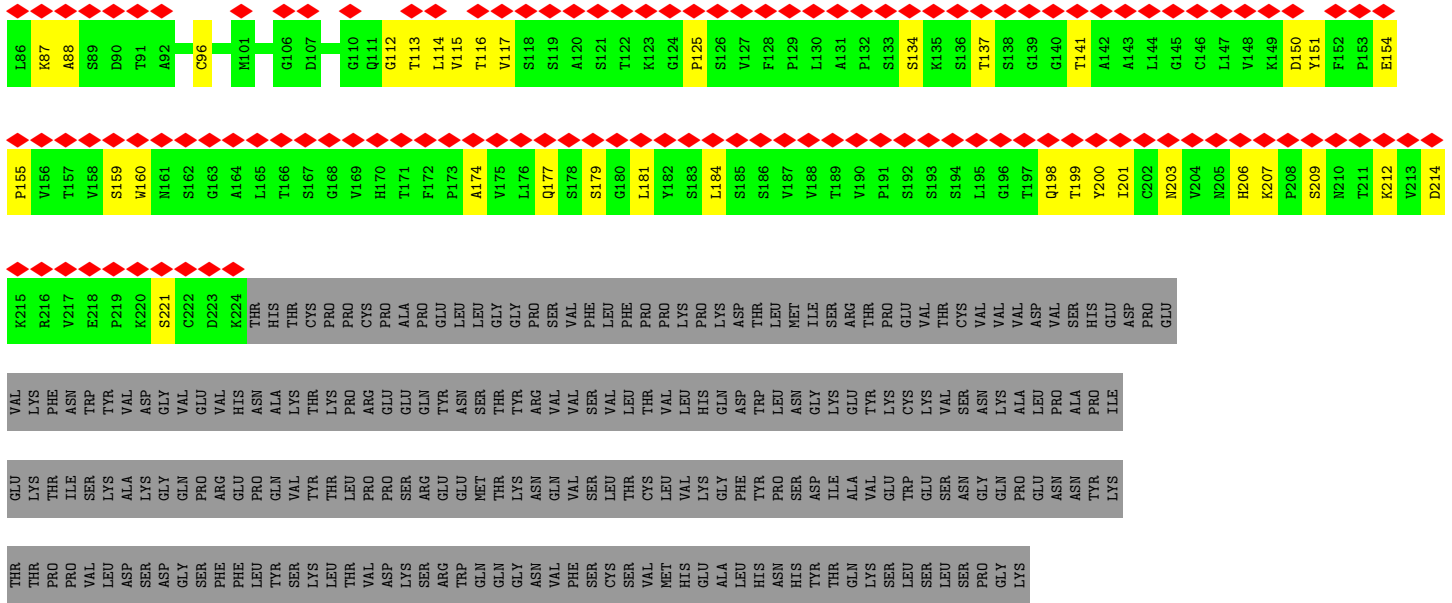 L86 K87 A88 S89 D90 T91 A92 C96 M101 G106 D107 G110 Q111 G112 T113 L114 V115 T116 V117 S118 S119 A120 S121 T122 K123 G124 P125 S126 V127 F128 P129 L130 A131 P132 S133 S134 K135 S136 T137 S138 G139 G140 T141 A142 A143 L144 G145 C146 L147 V148 K149 D150 Y151 F152 P153 E154
P155 V156 T157 V158 S159 W160 N161 S162 G163 A164 L165 T166 S167 G168 V169 H170 T171 F172 P173 A174 V175 L176 Q177 S178 S179 G180 L181 Y182 S183 L184 S185 S186 V187 V188 T189 V190 P191 S192 S193 S194 L195 G196 T197 Q198 T199 Y200 I201 C202 N203 V204 N205 H206 K207 P208 S209 N210 T211 K212 V213 D214
K215 R216 V217 E218 P219 K220 S221 C222 D223 K224 THR HIS THR CYS PRO PRO CYS PRO ALA PRO GLU LEU LEU GLY GLY PRO SER VAL PHE LEU PHE PRO PRO LYS PRO LYS ASP THR LEU MET ILE SER ARG THR PRO GLU VAL THR CYS VAL VAL VAL ASP VAL SER HIS GLU ASP PRO GLU
VAL LYS PHE ASN TRP TYR VAL ASP GLY VAL GLU VAL HIS ASN ALA LYS THR LYS PRO ARG GLU GLU GLN TYR ASN SER THR TYR ARG VAL VAL SER VAL LEU THR VAL LEU HIS GLN ASP TRP LEU ASN GLY LYS GLU TYR LYS CYS LYS VAL SER ASN LYS ALA LEU PRO ALA PRO ILE
GLU LYS THR ILE SER LYS ALA LYS GLY GLN PRO ARG GLU PRO GLN VAL TYR THR LEU PRO PRO SER ARG GLU GLU MET THR LYS ASN GLN VAL SER LEU THR CYS LEU VAL LYS GLY PHE TYR PRO SER ASP ILE ALA VAL GLU TRP GLU SER ASN GLY GLN PRO GLU ASN ASN TYR LYS
THR THR PRO PRO VAL LEU ASP SER ASP GLY SER PHE PHE LEU TYR SER LYS LEU THR VAL ASP LYS SER ARG TRP GLN GLN GLY ASN VAL PHE SER CYS SER VAL MET HIS GLU ALA LEU HIS ASN HIS TYR THR GLN LYS SER LEU SER LEU SER PRO GLY LYS